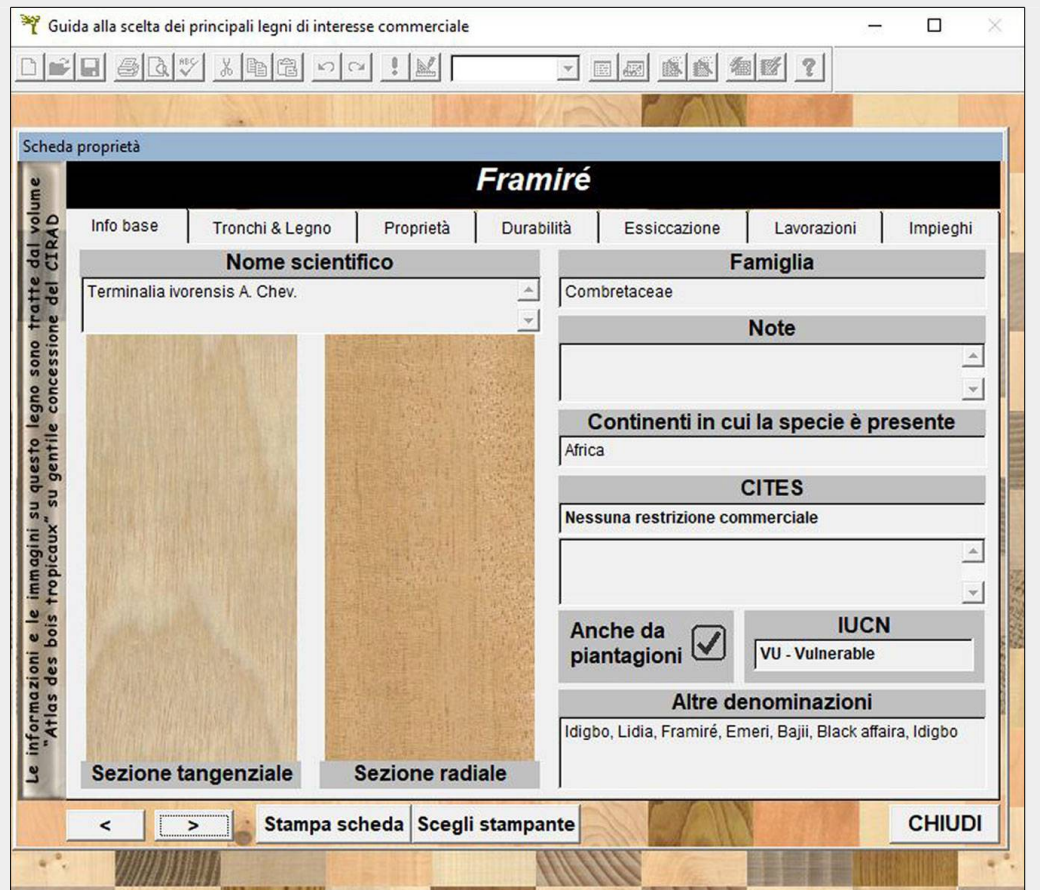 Guida alla scelta dei principali legni di interesse commerciale
ABC
Scheda proprietà
Framiré
Le informazioni e le immagini su questo legno sono tratte dal volume
"Atlas des bois tropicaux" su gentile concessione del CIRAD
Info base
Tronchi & Legno
Proprietà
Durabilità
Essiccazione
Lavorazioni
Impieghi
Nome scientifico
Terminalia ivorensis A. Chev.
Sezione tangenziale
Sezione radiale
Famiglia
Combretaceae
Note
Continenti in cui la specie è presente
Africa
CITES
Nessuna restrizione commerciale
Anche da
piantagioni
IUCN
VU - Vulnerable
Altre denominazioni
Idigbo, Lidia, Framiré, Emeri, Bajii, Black affaira, Idigbo
<
>
Stampa scheda
Scegli stampante
CHIUDI